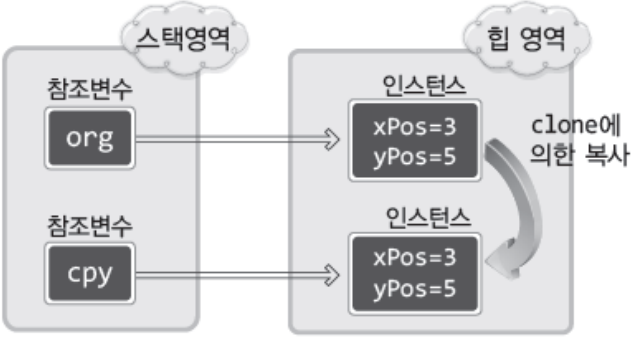 스택영역
힙 영역
참조변수
org
인스턴스
xPos=3
yPos=5
clone에
의한 복사
참조변수
cpy
인스턴스
xPos=3
yPos=5